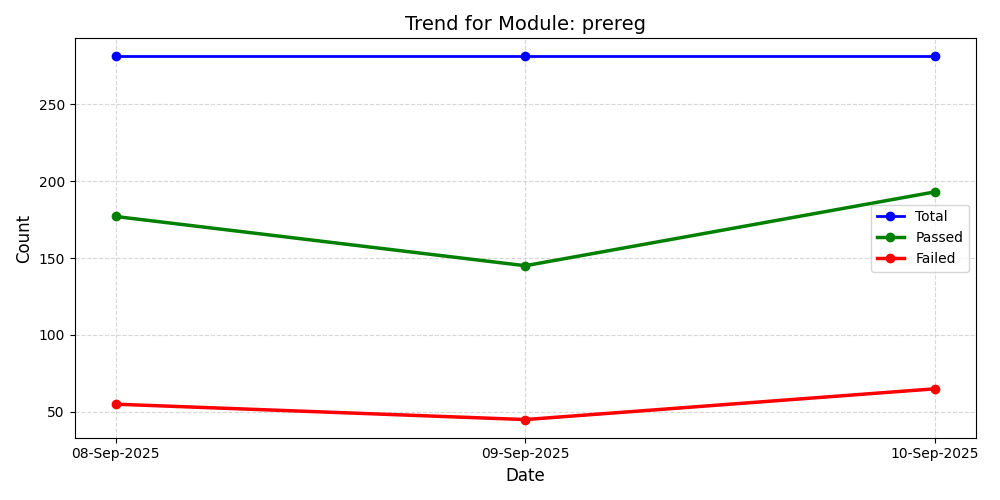 Trend for Module: prereg
Count
250
200
150
100
50
Total
Passed
Failed
08-Sep-2025
09-Sep-2025
10-Sep-2025
Date